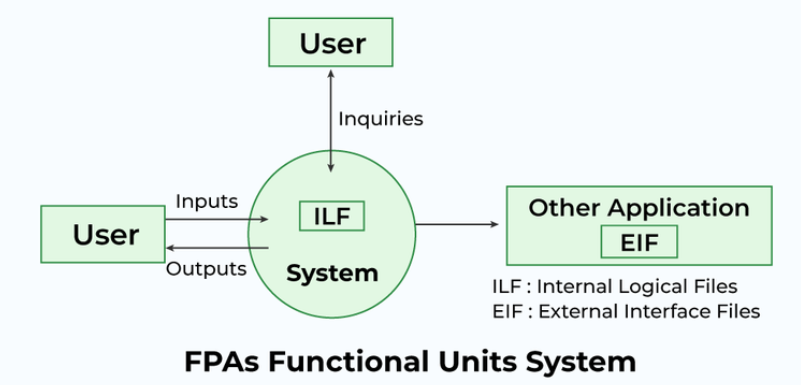 User
Inquiries
Inputs
ILF
Other Application
User
EIF
Outputs
System
ILF : Internal Logical Files
EIF : External Interface Files
FPAs Functional Units System